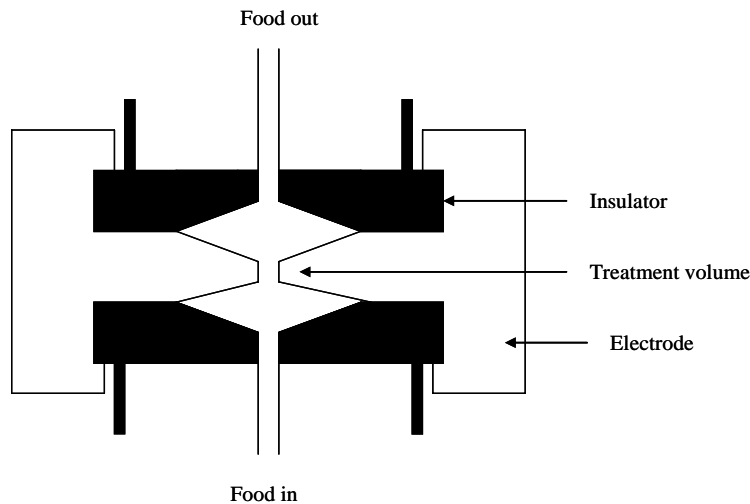 Food out
Insulator
Treatment volume
Electrode
Food in